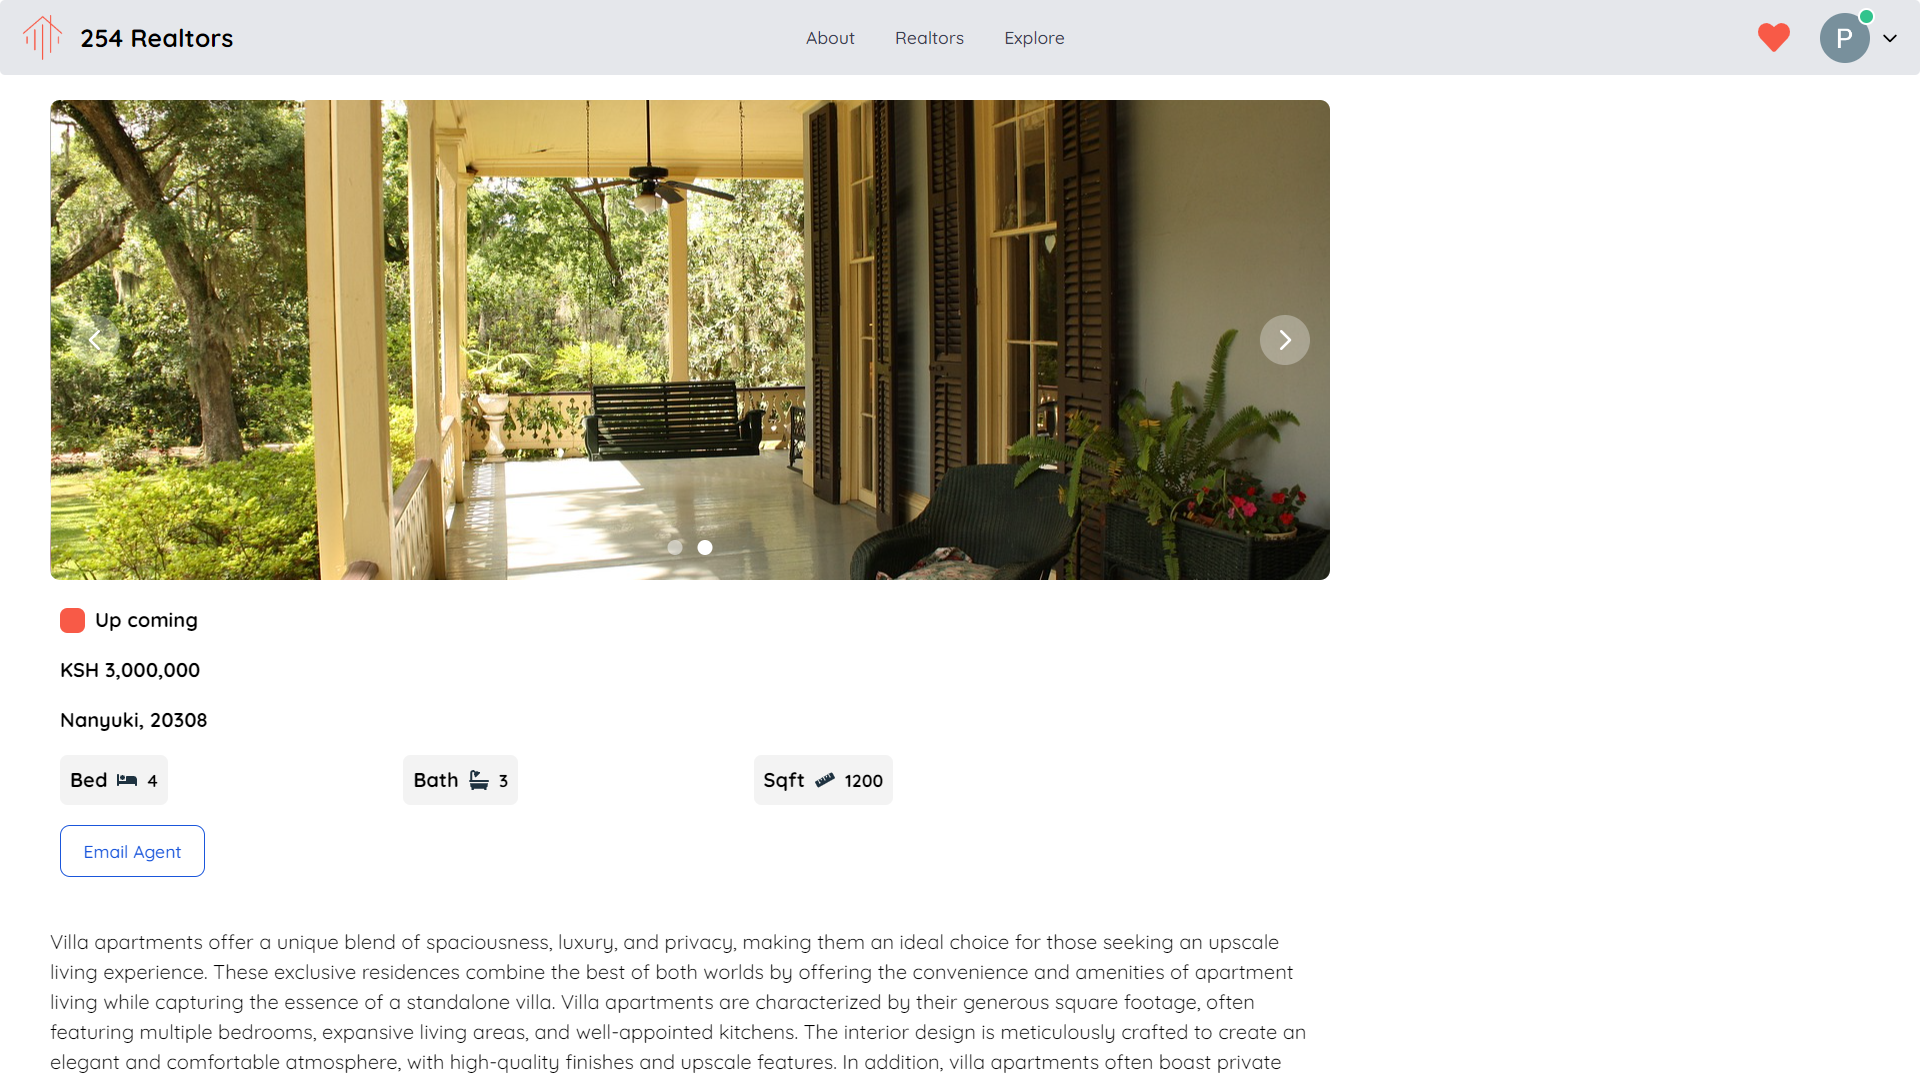 254 Realtors
About
Realtors
Explore
P
Up coming
KSH 3,000,000
Nanyuki, 20308
Bed 4
Bath 3
Sqft 1200
Email Agent
Villa apartments offer a unique blend of spaciousness, luxury, and privacy, making them an ideal choice for those seeking an upscale
living experience. These exclusive residences combine the best of both worlds by offering the convenience and amenities of apartment
living while capturing the essence of a standalone villa. Villa apartments are characterized by their generous square footage, often
featuring multiple bedrooms, expansive living areas, and well-appointed kitchens. The interior design is meticulously crafted to create an
elegant and comfortable atmosphere, with high-quality finishes and upscale features. In addition, villa apartments often boast private